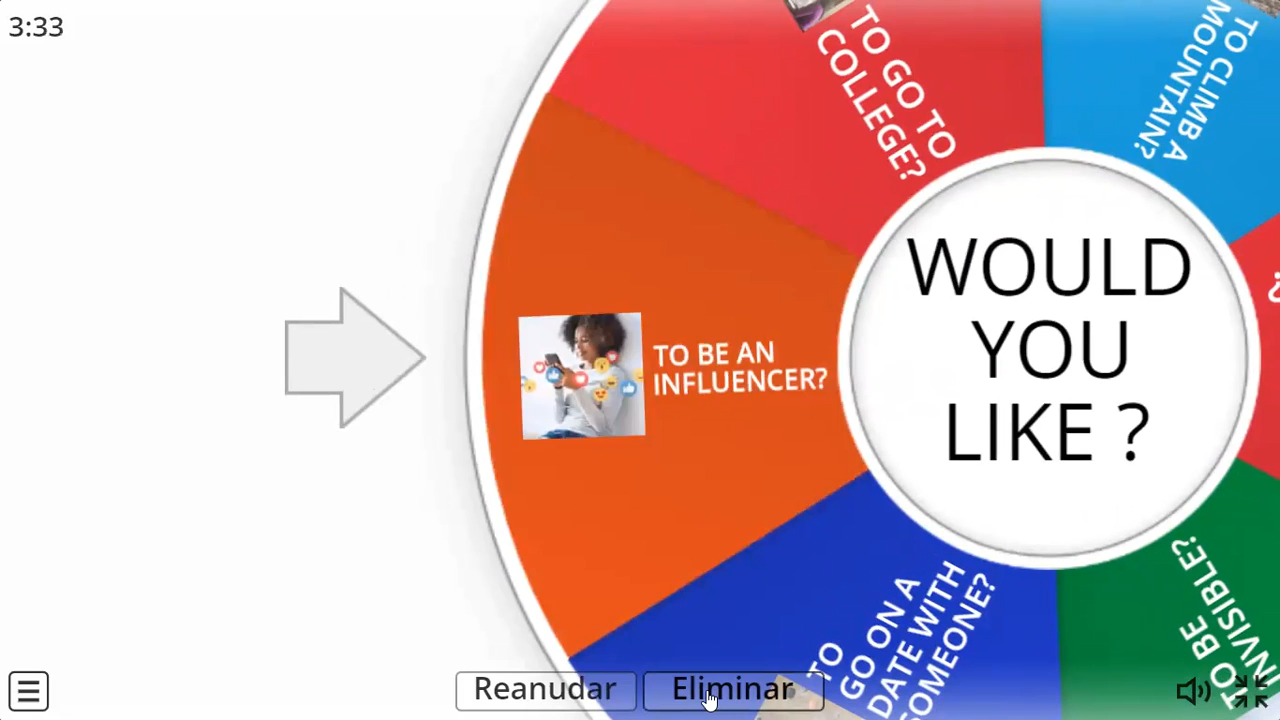 3:33
TO GO TO
COLLEGE?
TO CLIMB A
MOUNTAIN?
TO BE AN
INFLUENCER?
WOULD
YOU
LIKE ?
?
TO
GO ON A
DATE WITH
SOMEONE?
TO BE
INVISIBLE?
Reanudar
Eliminar